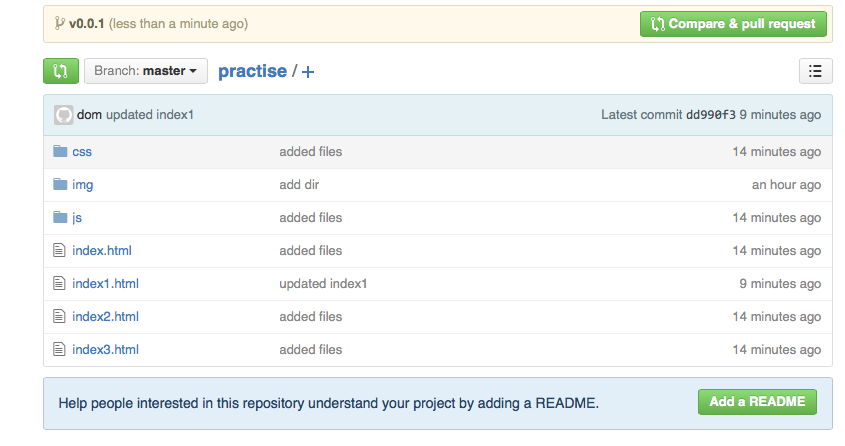 v0.0.1 (less than a minute ago) Compare & pull request
Branch: master practise / +
dom updated index1 Latest commit dd990f3 9 minutes ago
css added files 14 minutes ago
img add dir an hour ago
js added files 14 minutes ago
index.html added files 14 minutes ago
index1.html updated index1 9 minutes ago
index2.html added files 14 minutes ago
index3.html added files 14 minutes ago
Help people interested in this repository understand your project by adding a README. Add a README